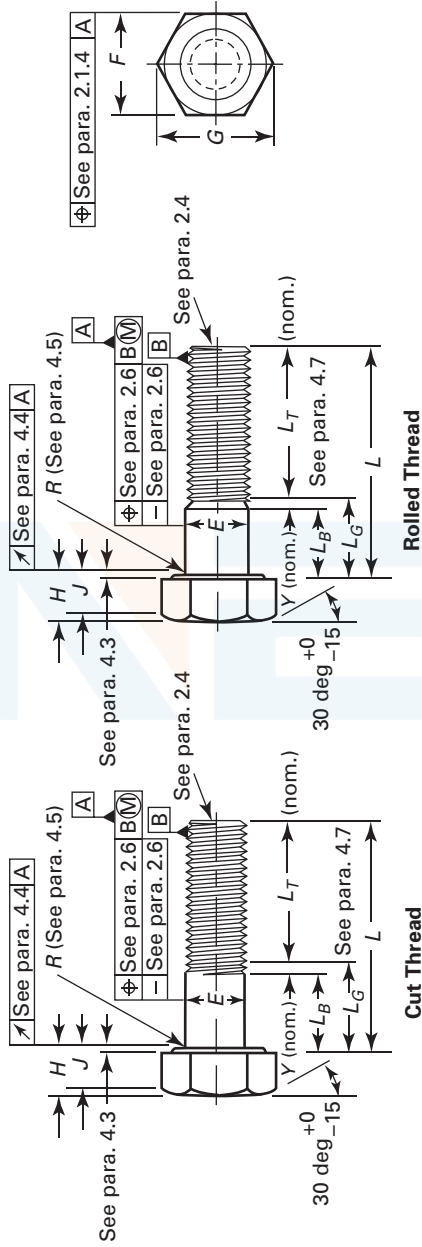 ⌖ See para. 2.1.4 A
F
G
↗ See para. 4.4 A
R (See para. 4.5)
H
J
See para. 4.3
A
⌖ See para. 2.6 B Ⓜ
– See para. 2.6 B
See para. 2.4
E
Y (nom.)
L_T (nom.)
L_B
See para. 4.7
L_G
L
30 deg +0 –15
Cut Thread
↗ See para. 4.4 A
R (See para. 4.5)
H
J
See para. 4.3
A
⌖ See para. 2.6 B Ⓜ
– See para. 2.6 B
See para. 2.4
E
Y (nom.)
L_T (nom.)
L_B
See para. 4.7
L_G
L
30 deg +0 –15
Rolled Thread